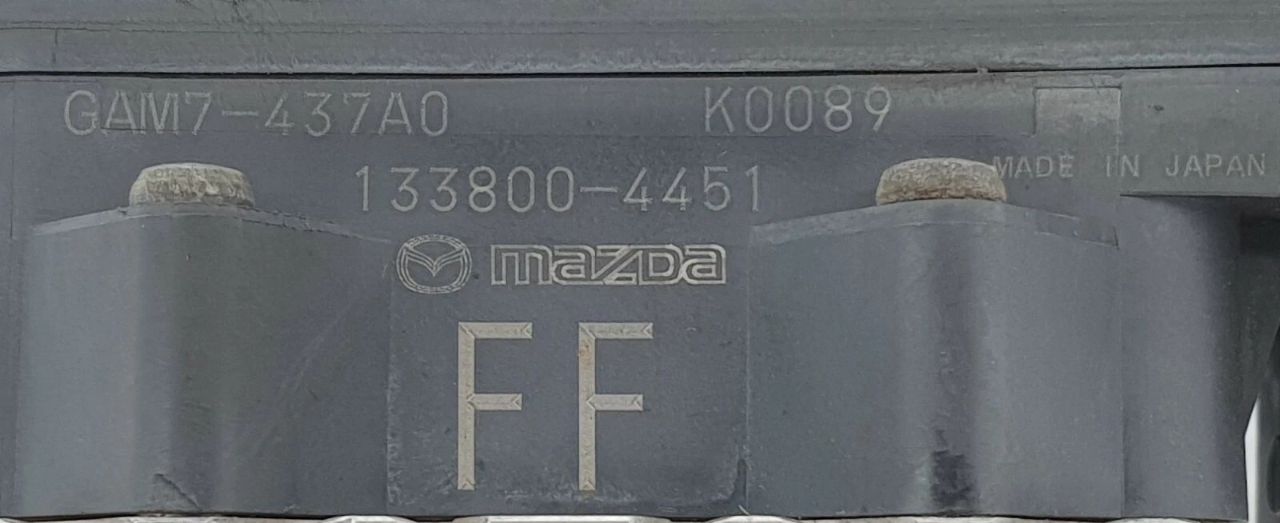 GAM7-437A0 K0089
MADE IN JAPAN
133800-4451
mazda
FF